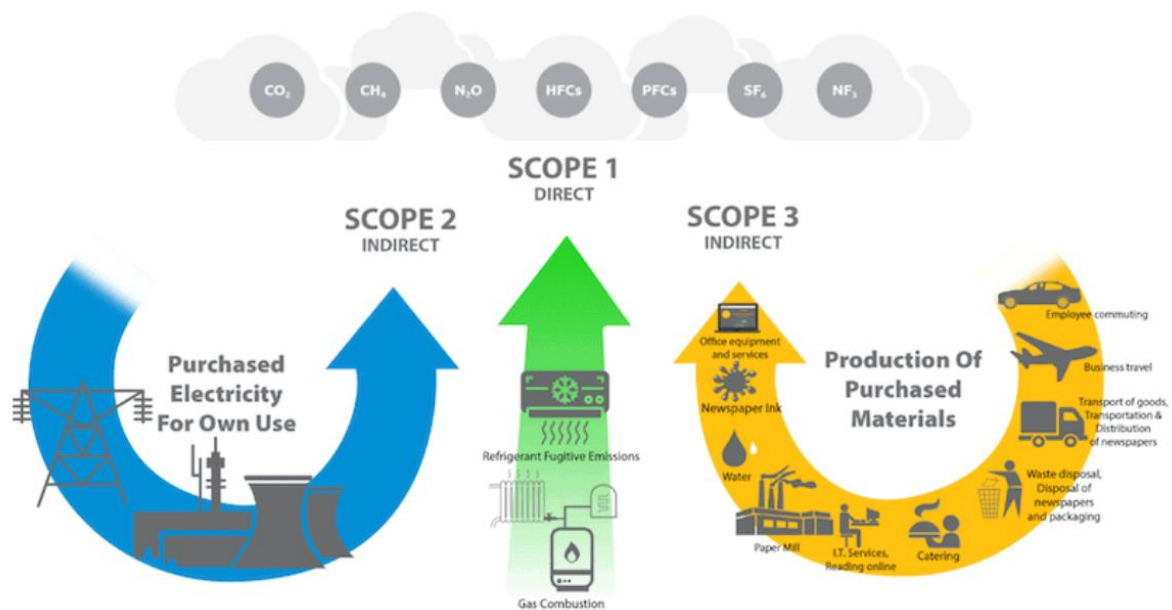 CO₂ CH₄ N₂O HFCs PFCs SF₆ NF₃
SCOPE 1
DIRECT
SCOPE 2
INDIRECT
SCOPE 3
INDIRECT
Purchased
Electricity
For Own Use
Refrigerant Fugitive Emissions
Gas Combustion
Production Of
Purchased
Materials
Office equipment
and services
Newspaper Ink
Water
Paper Mill
I.T. Services,
Reading online
Catering
Waste disposal,
Disposal of
newspapers
and packaging
Transport of goods,
Transportation &
Distribution
of newspapers
Business travel
Employee commuting